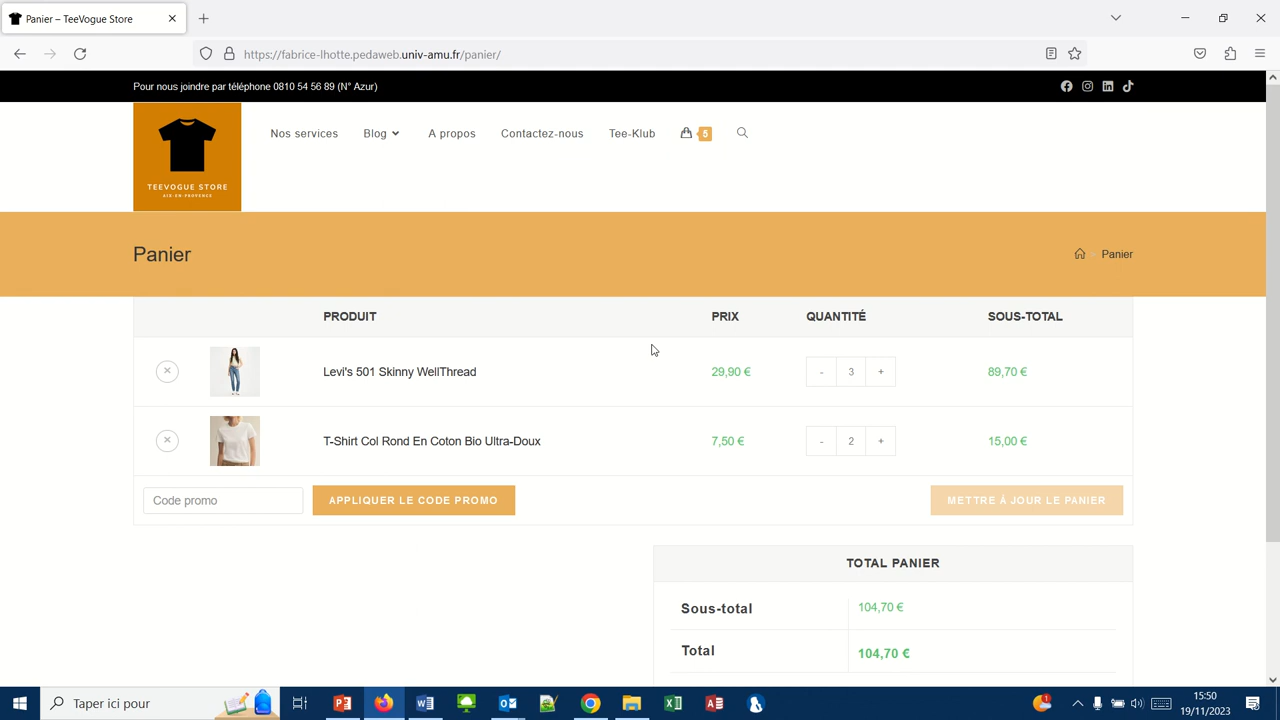 Panier – TeeVogue Store
https://fabrice-lhotte.pedaweb.univ-amu.fr/panier/
Pour nous joindre par téléphone 0810 54 56 89 (N° Azur)
TEEVOGUE STORE
AIX-EN-PROVENCE
Nos services Blog A propos Contactez-nous Tee-Klub 5
Panier
Panier
PRODUIT PRIX QUANTITÉ SOUS-TOTAL
Levi's 501 Skinny WellThread 29,90 € - 3 + 89,70 €
T-Shirt Col Rond En Coton Bio Ultra-Doux 7,50 € - 2 + 15,00 €
Code promo APPLIQUER LE CODE PROMO METTRE À JOUR LE PANIER
TOTAL PANIER
Sous-total 104,70 €
Total 104,70 €
Taper ici pour
15:50
19/11/2023